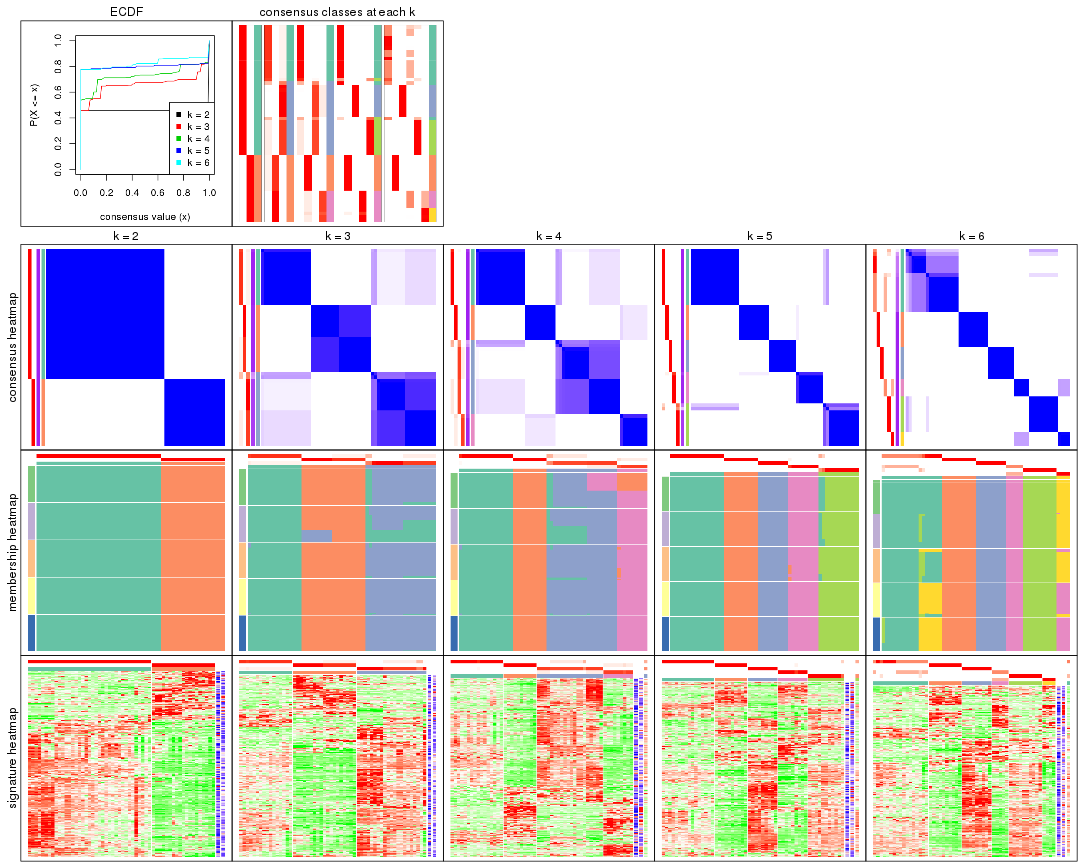 ECDF
consensus classes at each k
P(X <= x)
1.0
0.8
0.6
0.4
0.2
0.0
k = 2
k = 3
k = 4
k = 5
k = 6
0.0 0.2 0.4 0.6 0.8 1.0
consensus value (x)
k = 2 k = 3 k = 4 k = 5 k = 6
consensus heatmap
membership heatmap
signature heatmap